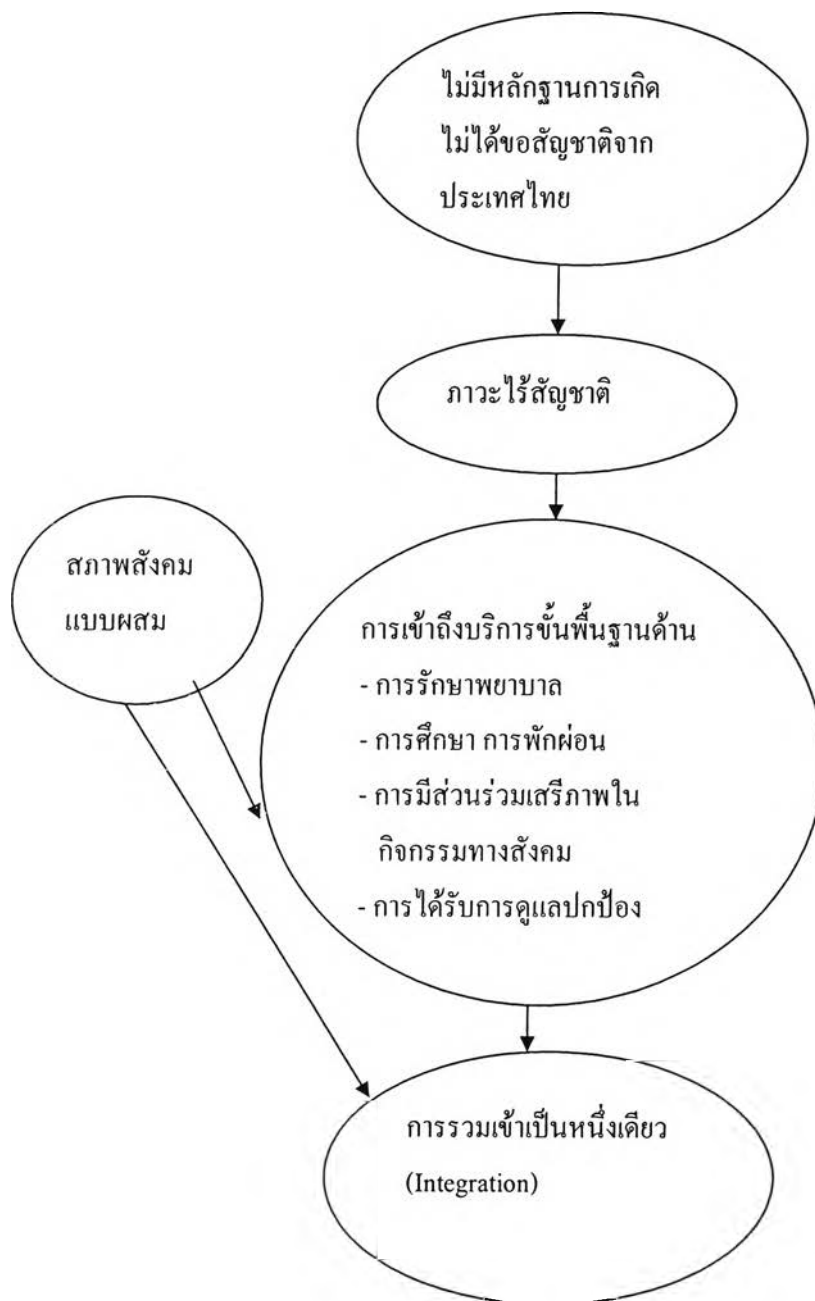 ไม่มีหลักฐานการเกิด
ไม่ได้ขอสัญชาติจาก
ประเทศไทย
ภาวะไร้สัญชาติ
สภาพสังคม
แบบผสม
การเข้าถึงบริการขั้นพื้นฐานด้าน
- การรักษาพยาบาล
- การศึกษา การพักผ่อน
- การมีส่วนร่วมเสรีภาพใน
กิจกรรมทางสังคม
- การได้รับการดูแลปกป้อง
การรวมเข้าเป็นหนึ่งเดียว
(Integration)